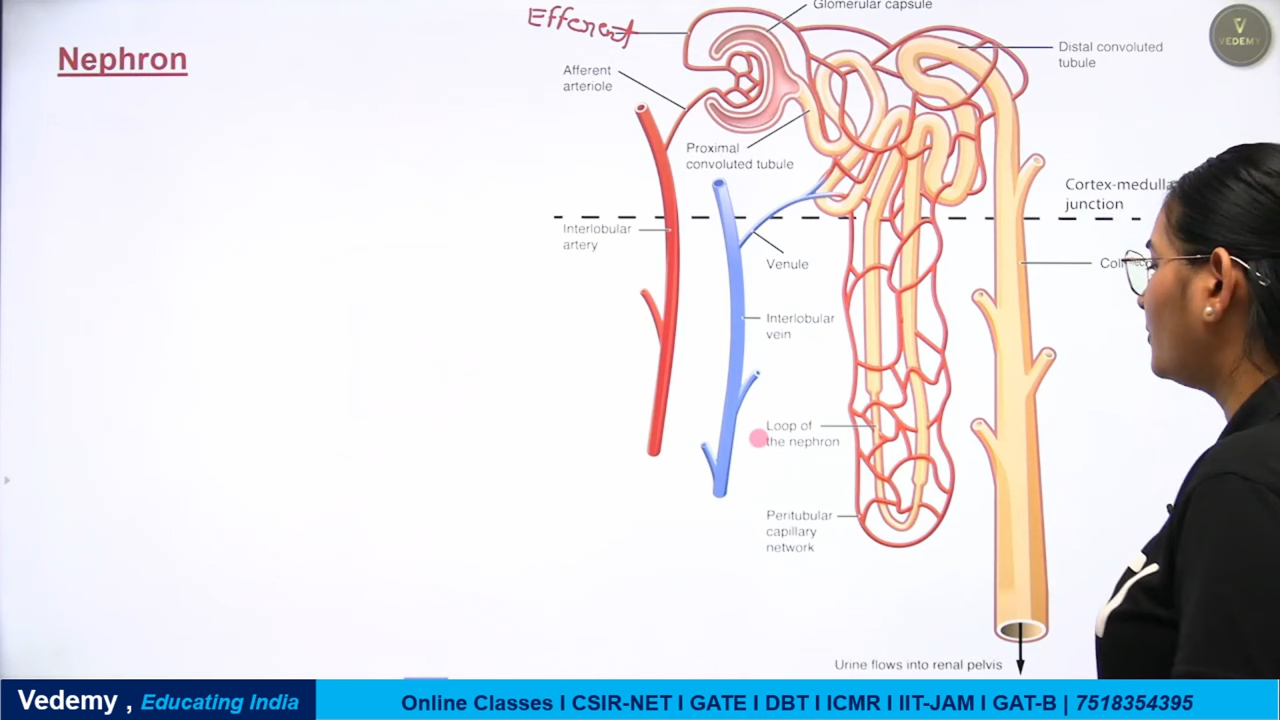 Glomerular capsule
Efferent
VEDEMY
Nephron
Distal convoluted
tubule
Afferent
arteriole
Proximal
convoluted tubule
Cortex-medulla
junction
Interlobular
artery
Venule
Interlobular
vein
Loop of
the nephron
Peritubular
capillary
network
Urine flows into renal pelvis
Vedemy , Educating India
Online Classes I CSIR-NET I GATE I DBT I ICMR I IIT-JAM I GAT-B | 7518354395